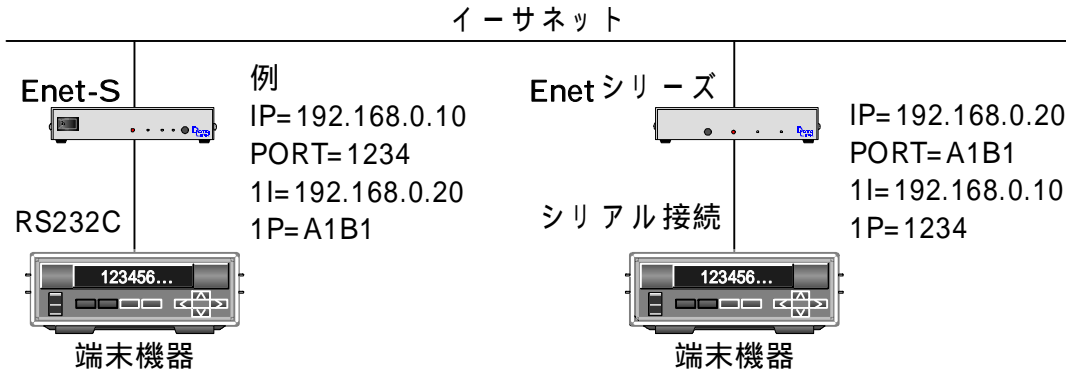 イーサネット
Enet-S
例
IP=192.168.0.10
PORT=1234
1I=192.168.0.20
1P=A1B1
RS232C
123456...
端末機器
Enetシリーズ
IP=192.168.0.20
PORT=A1B1
1I=192.168.0.10
1P=1234
シリアル接続
123456...
端末機器